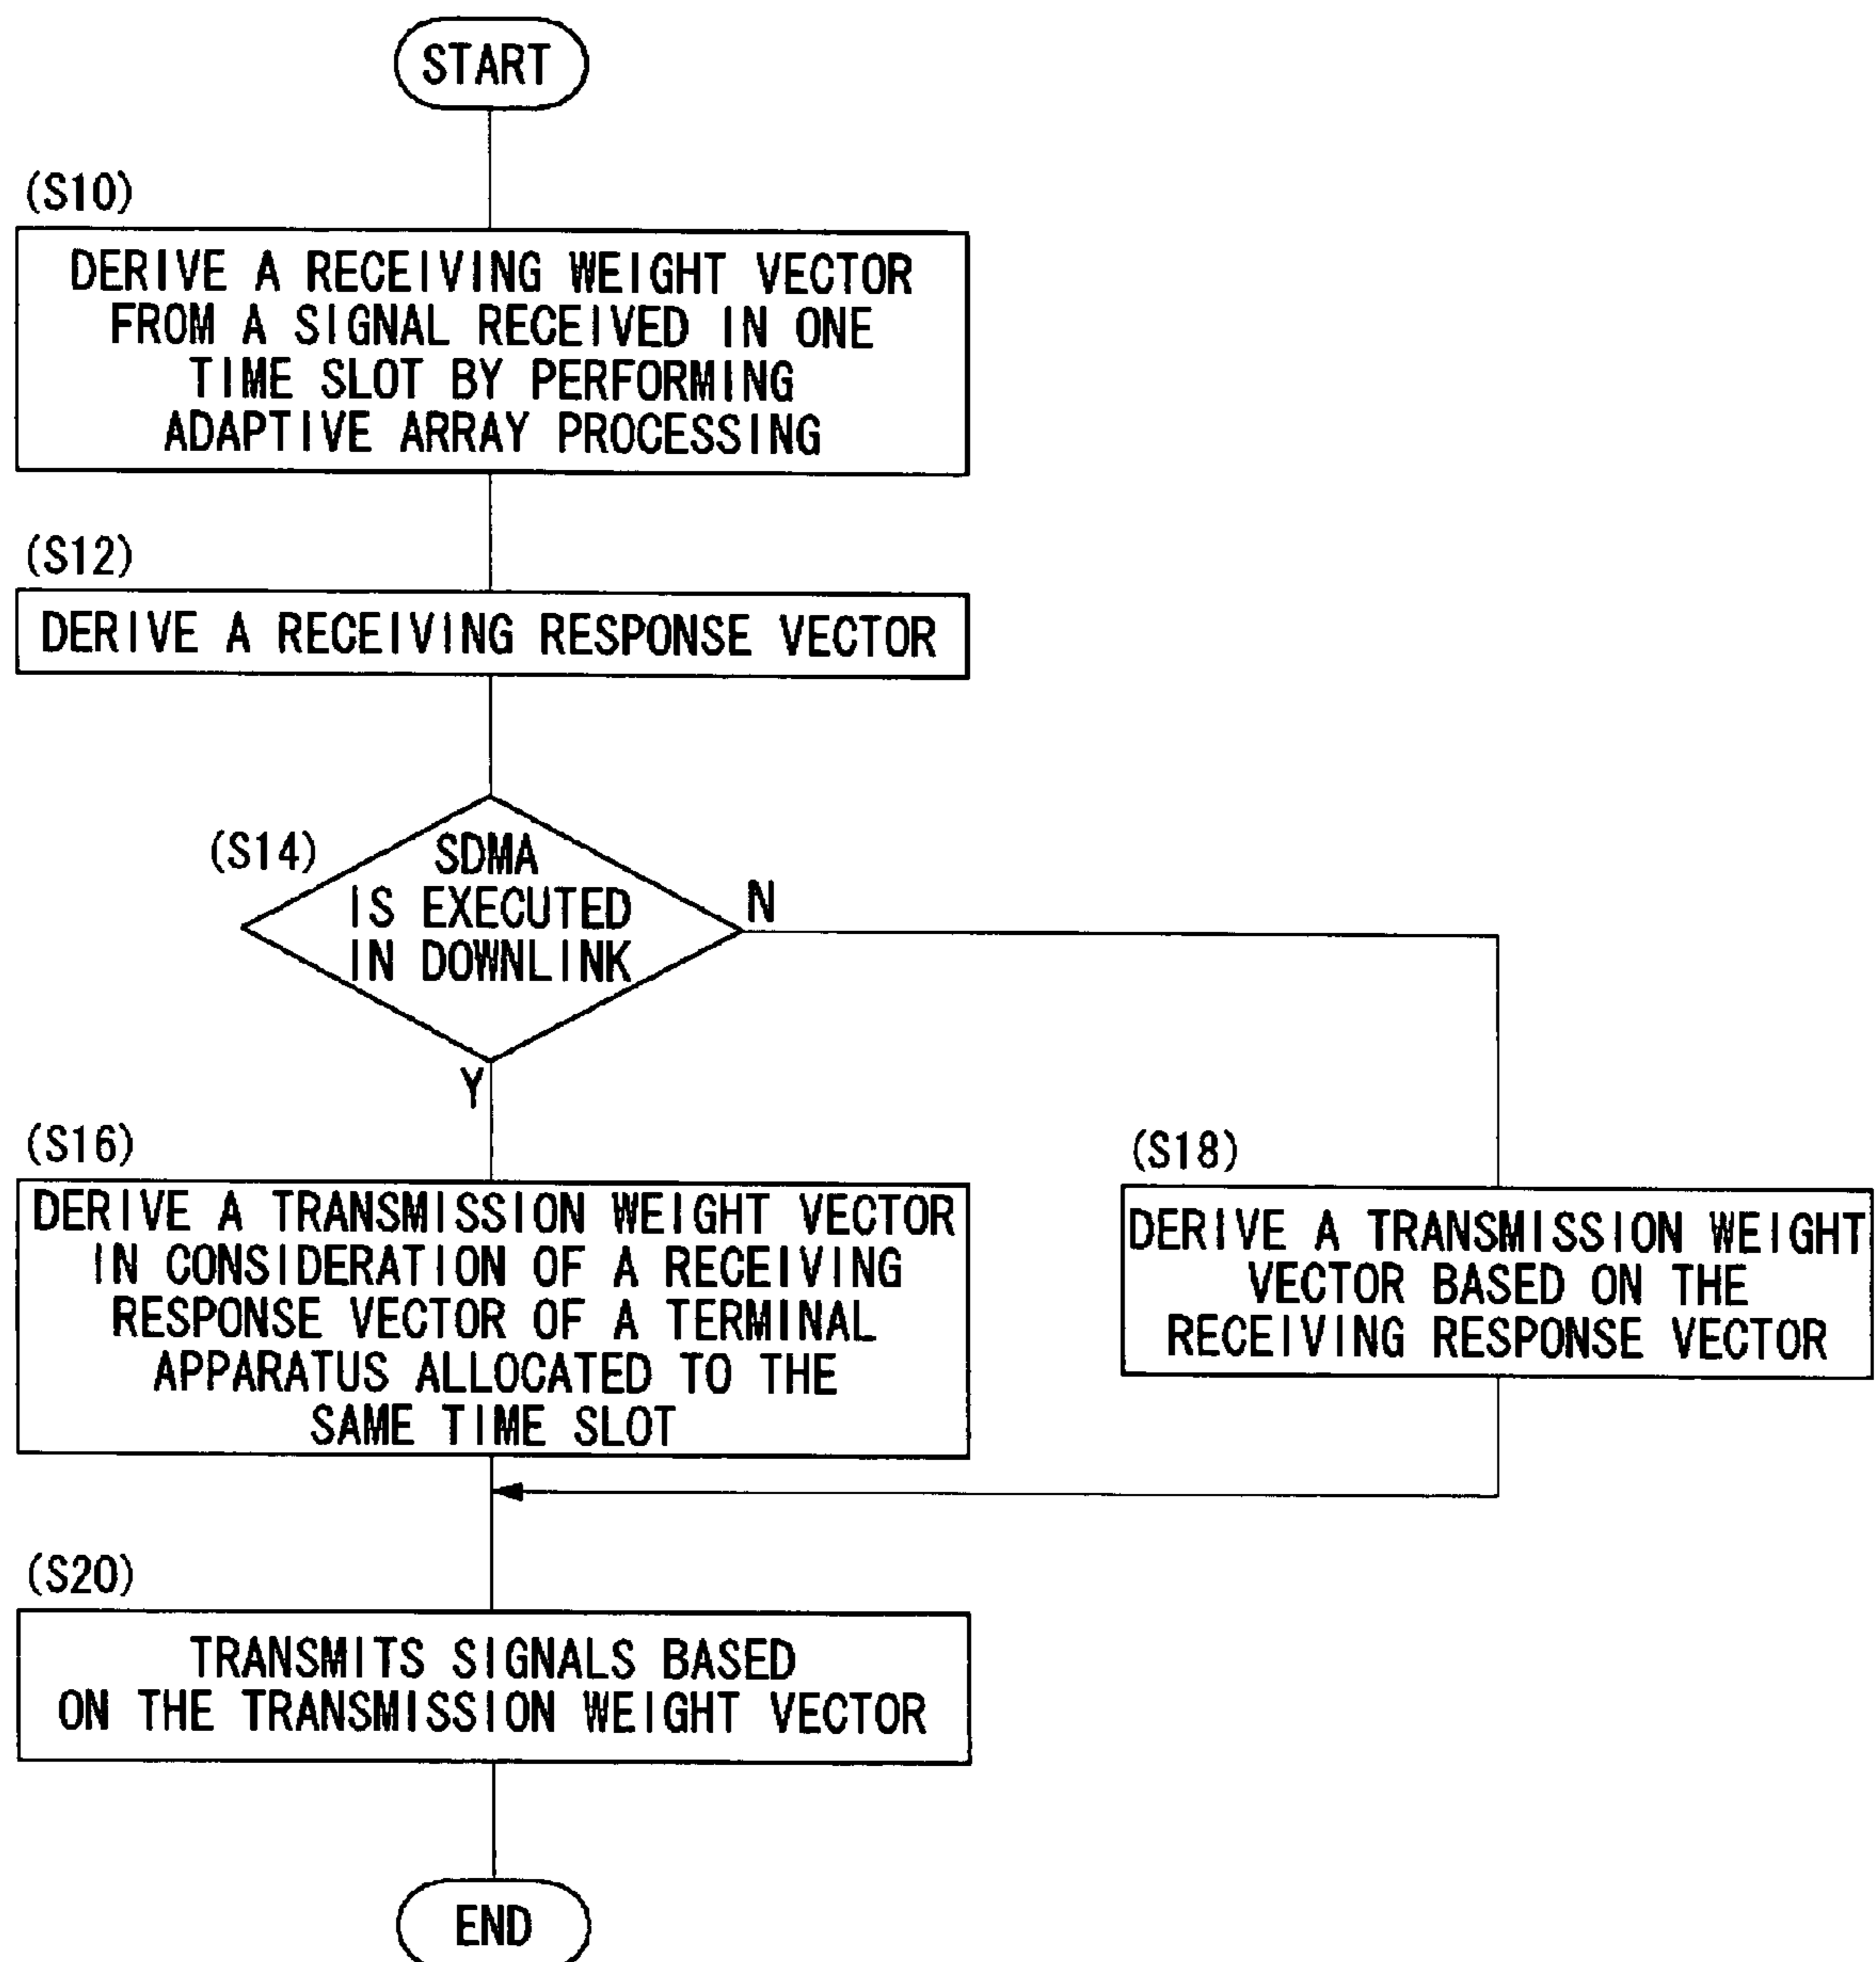 START
(S10)
DERIVE A RECEIVING WEIGHT VECTOR
FROM A SIGNAL RECEIVED IN ONE
TIME SLOT BY PERFORMING
ADAPTIVE ARRAY PROCESSING
(S12)
DERIVE A RECEIVING RESPONSE VECTOR
(S14)
SDMA
IS EXECUTED
IN DOWNLINK
N
Y
(S16)
DERIVE A TRANSMISSION WEIGHT VECTOR
IN CONSIDERATION OF A RECEIVING
RESPONSE VECTOR OF A TERMINAL
APPARATUS ALLOCATED TO THE
SAME TIME SLOT
(S18)
DERIVE A TRANSMISSION WEIGHT
VECTOR BASED ON THE
RECEIVING RESPONSE VECTOR
(S20)
TRANSMITS SIGNALS BASED
ON THE TRANSMISSION WEIGHT VECTOR
END